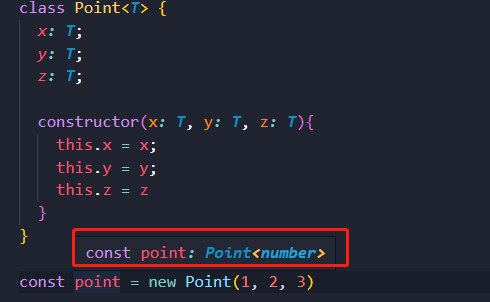 class Point<T> {
  x: T;
  y: T;
  z: T;
  constructor(x: T, y: T, z: T){
    this.x = x;
    this.y = y;
    this.z = z
  }
}
const point: Point<number>
const point = new Point(1, 2, 3)